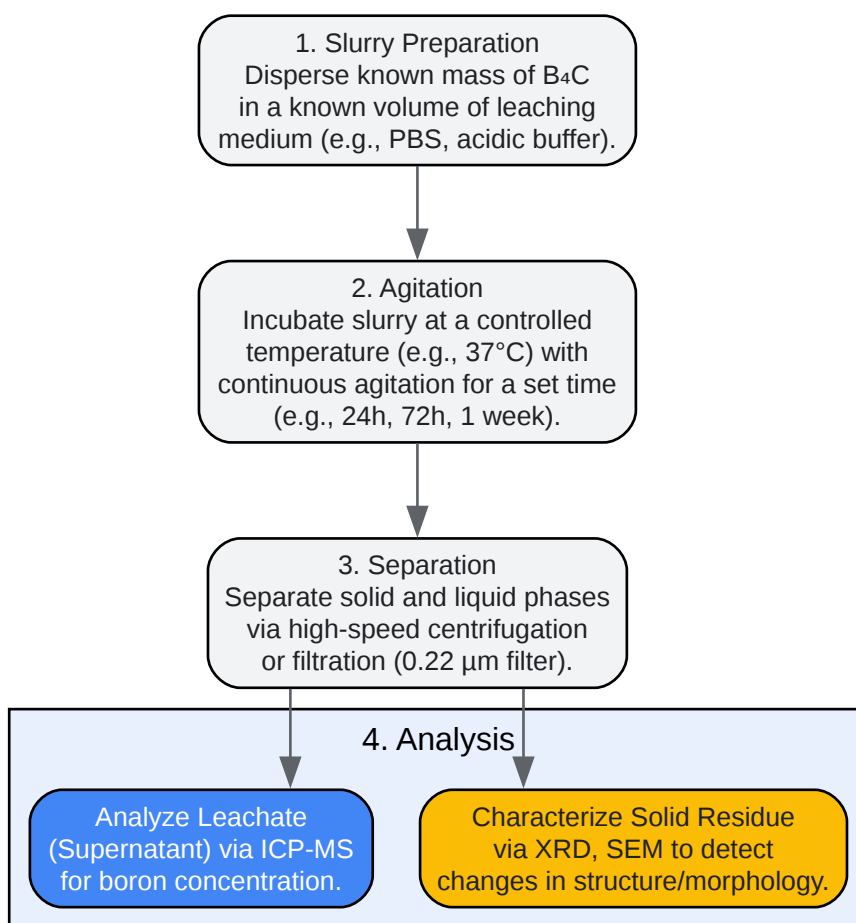 1. Slurry Preparation
Disperse known mass of B₄C
in a known volume of leaching
medium (e.g., PBS, acidic buffer).
2. Agitation
Incubate slurry at a controlled
temperature (e.g., 37°C) with
continuous agitation for a set time
(e.g., 24h, 72h, 1 week).
3. Separation
Separate solid and liquid phases
via high-speed centrifugation
or filtration (0.22 µm filter).
4. Analysis
Analyze Leachate
(Supernatant) via ICP-MS
for boron concentration.
Characterize Solid Residue
via XRD, SEM to detect
changes in structure/morphology.